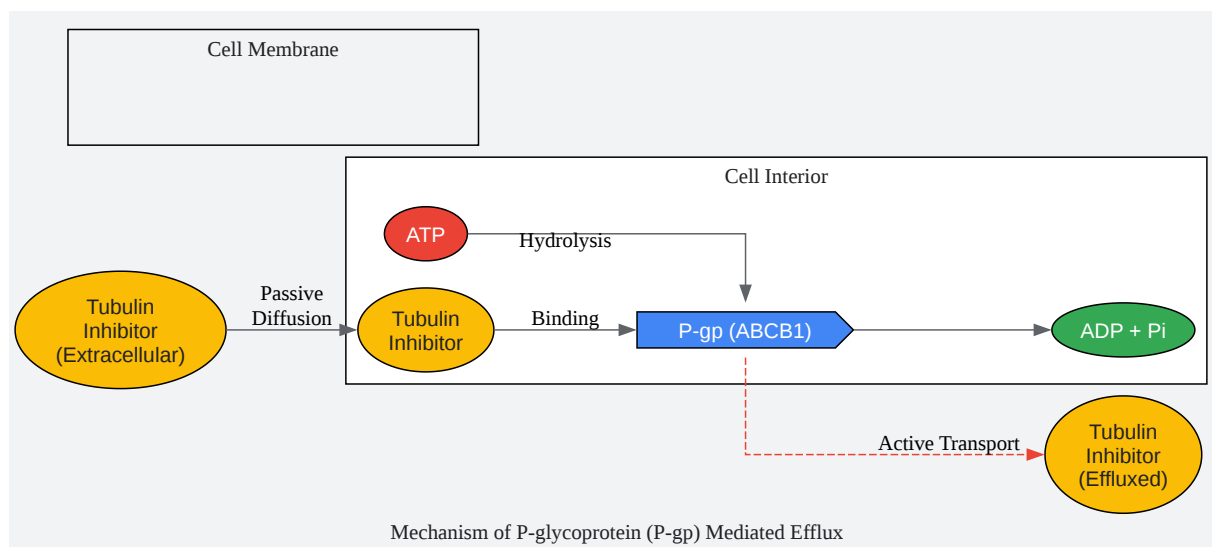 Cell Membrane
Cell Interior
ATP
Hydrolysis
Tubulin
Inhibitor
(Extracellular)
Passive
Diffusion
Tubulin
Inhibitor
Binding
P-gp (ABCB1)
ADP + Pi
Active Transport
Tubulin
Inhibitor
(Effluxed)
Mechanism of P-glycoprotein (P-gp) Mediated Efflux